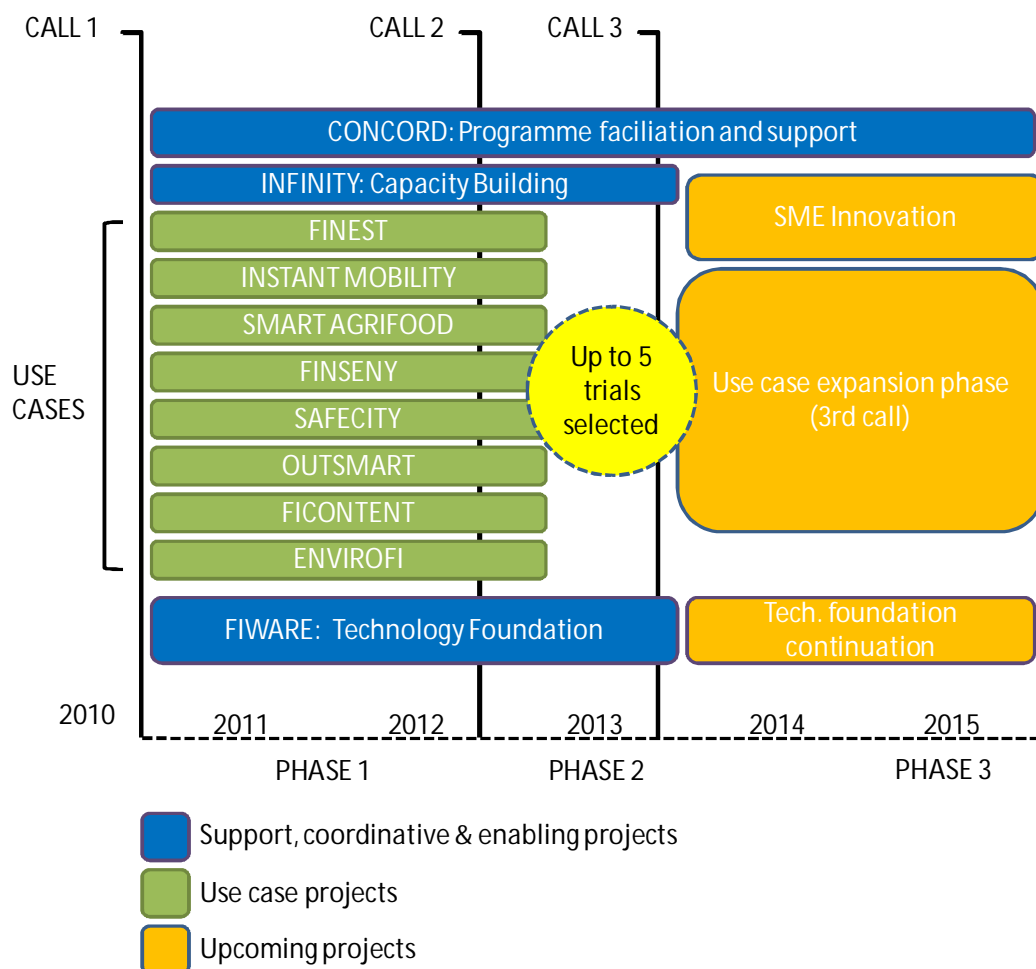 CALL 1
CALL 2
CALL 3
CONCORD: Programme faciliation and support
INFINITY: Capacity Building
SME Innovation
FINEST
INSTANT MOBILITY
SMART AGRIFOOD
FINSENY
SAFECITY
OUTSMART
FICONTENT
ENVIROFI
USE
CASES
Up to 5
trials
selected
Use case expansion phase
(3rd call)
FIWARE: Technology Foundation
Tech. foundation
continuation
2010
2011
2012
2013
2014
2015
PHASE 1
PHASE 2
PHASE 3
Support, coordinative & enabling projects
Use case projects
Upcoming projects